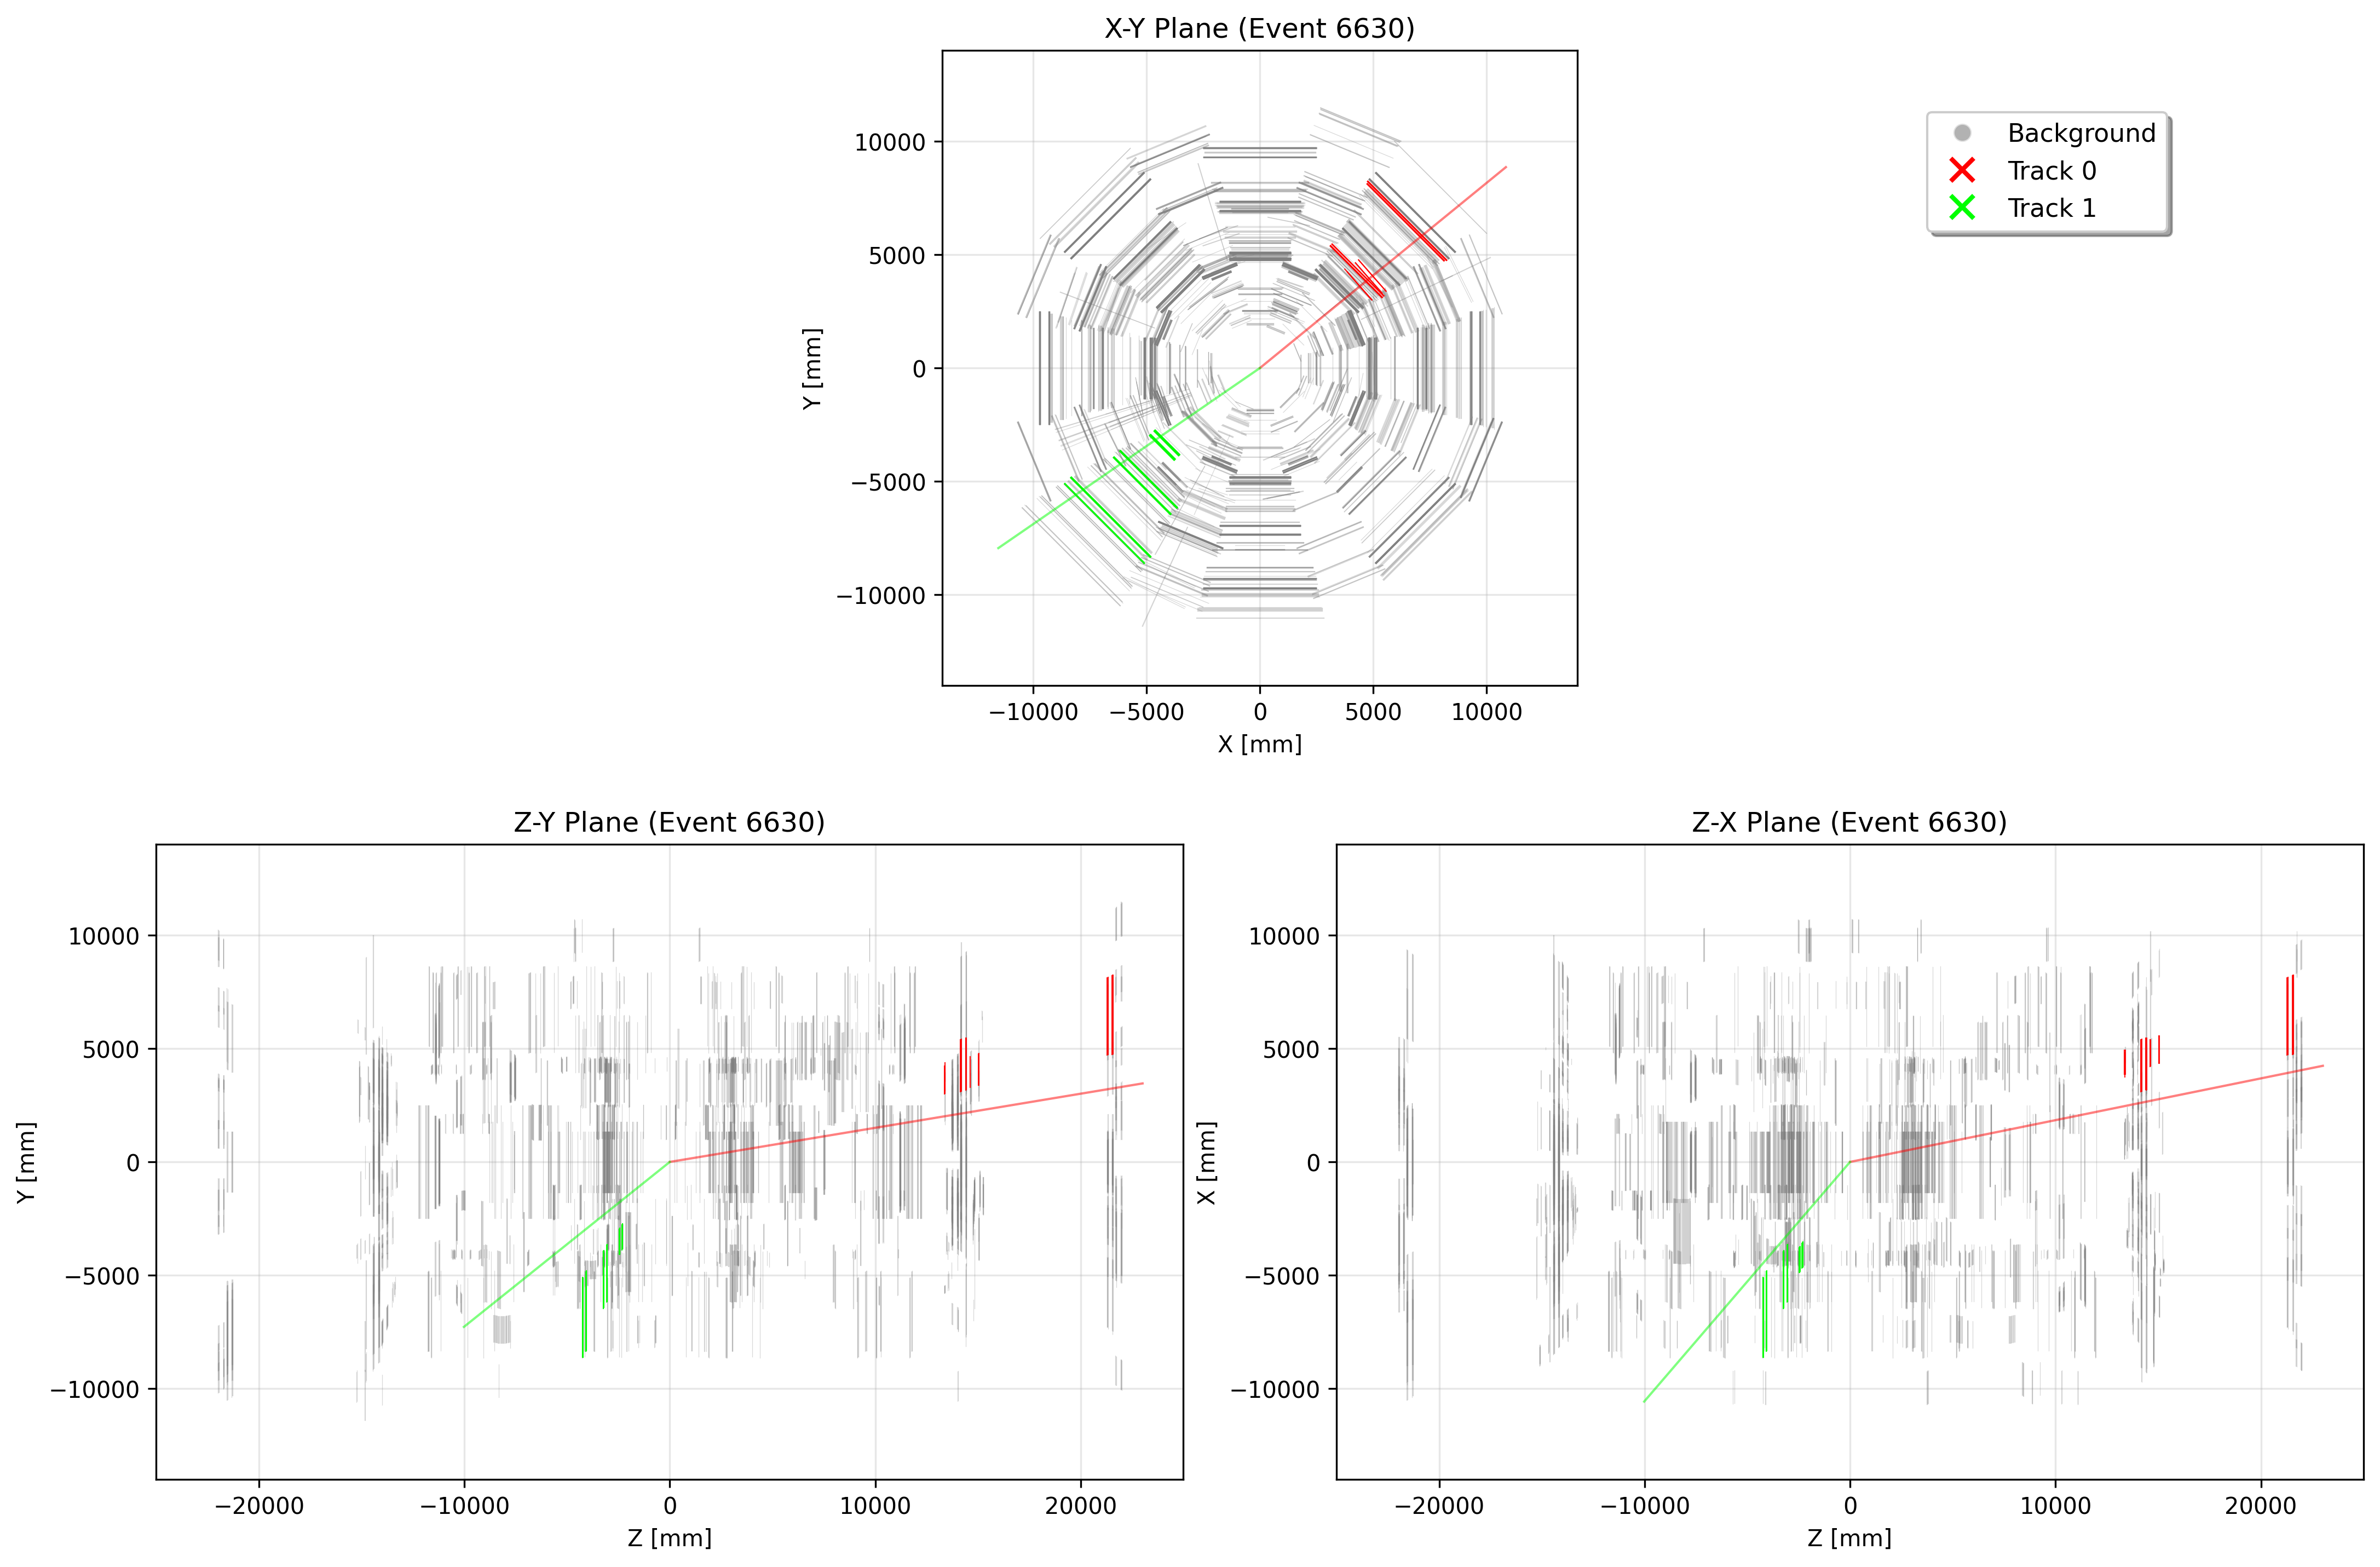 X-Y Plane (Event 6630)
10000
5000
0
−5000
−10000
Y [mm]
−10000 −5000 0 5000 10000
X [mm]
Background
Track 0
Track 1
Z-Y Plane (Event 6630)
10000
5000
0
−5000
−10000
Y [mm]
−20000 −10000 0 10000 20000
Z [mm]
Z-X Plane (Event 6630)
10000
5000
0
−5000
−10000
X [mm]
−20000 −10000 0 10000 20000
Z [mm]